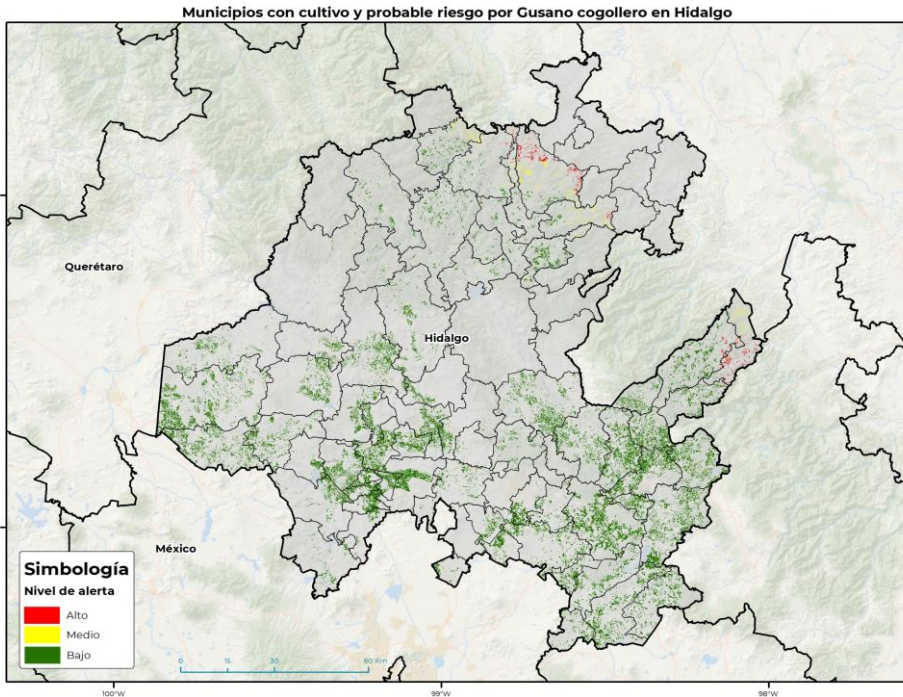 Municipios con cultivo y probable riesgo por Gusano cogollero en Hidalgo
Querétaro
Hidalgo
México
Simbología
Nivel de alerta
Alto
Medio
Bajo
0 15 30 60 Km
100°W 99°W 98°W